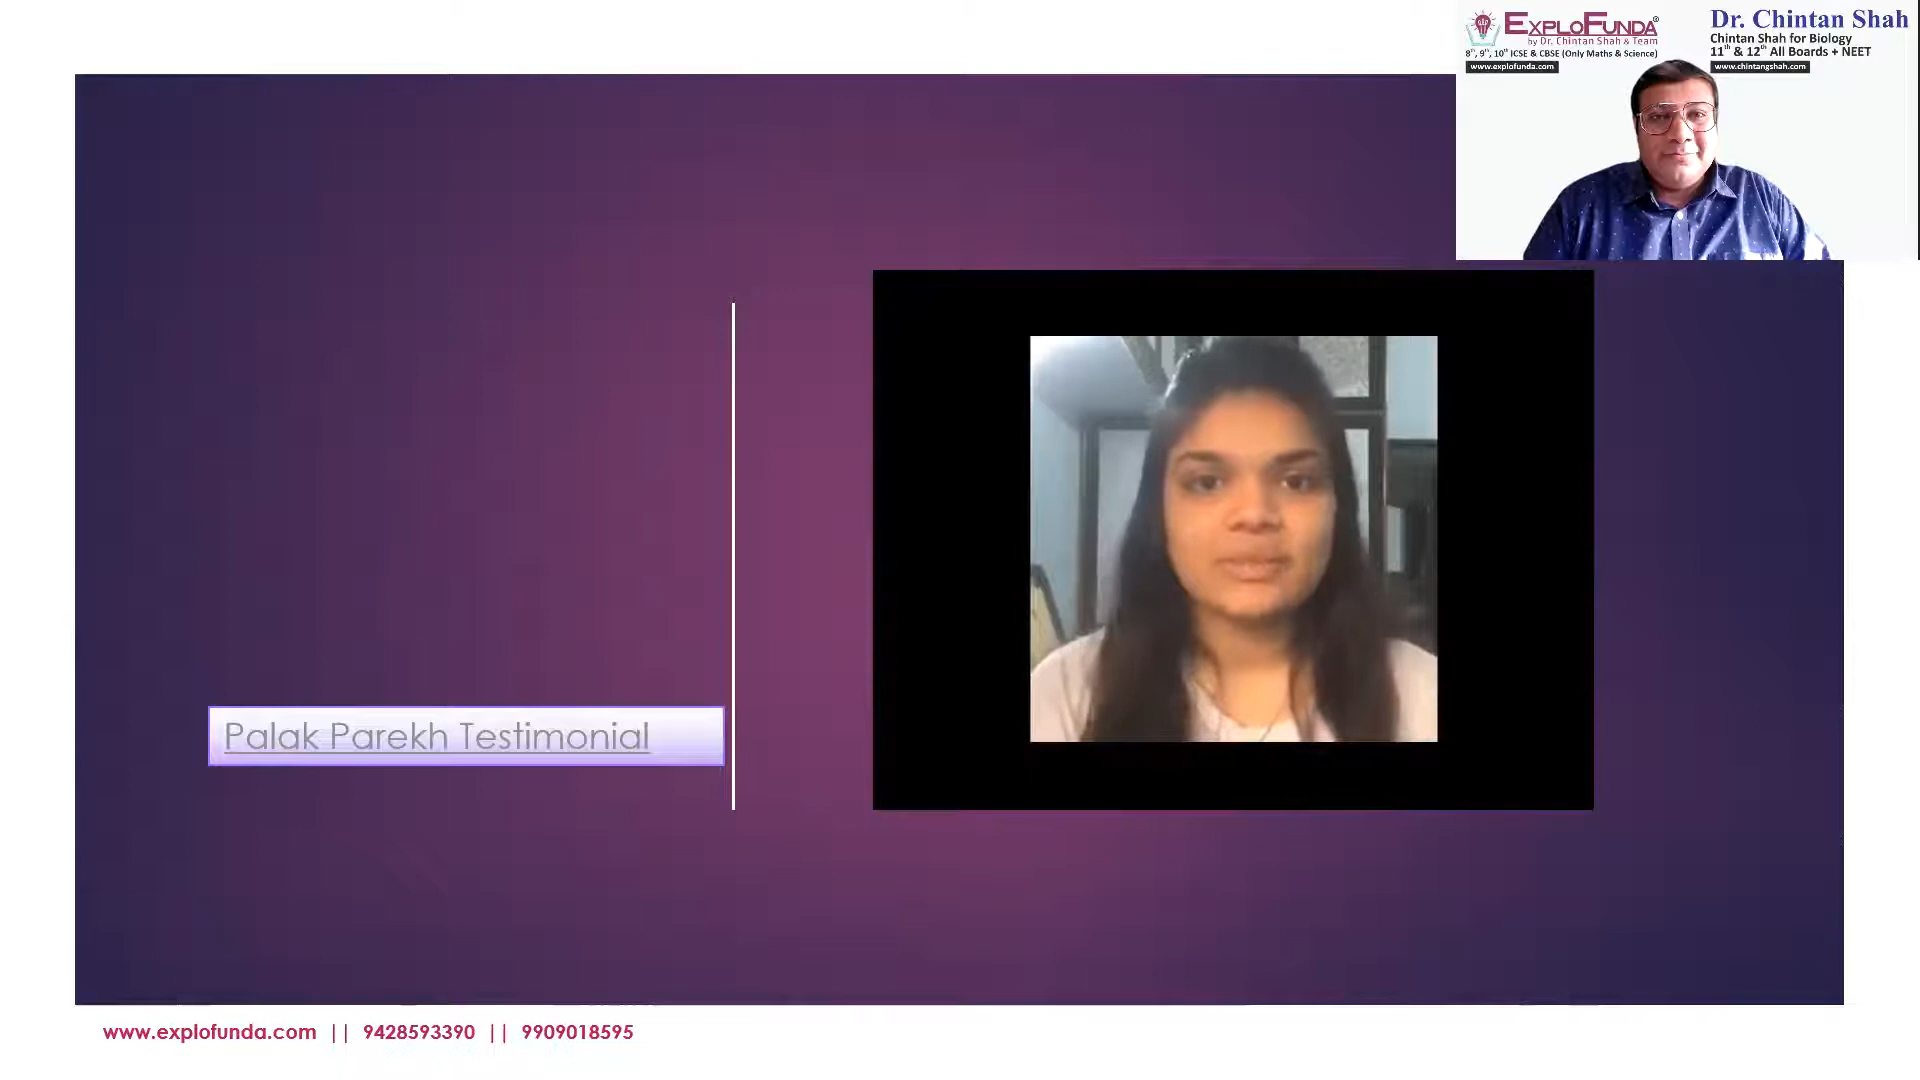 EXPLOFUNDA®
by Dr. Chintan Shah & Team
8th, 9th, 10th ICSE & CBSE (Only Maths & Science)
www.explofunda.com
Dr. Chintan Shah
Chintan Shah for Biology
11th & 12th All Boards + NEET
www.chintangshah.com
Palak Parekh Testimonial
www.explofunda.com || 9428593390 || 9909018595